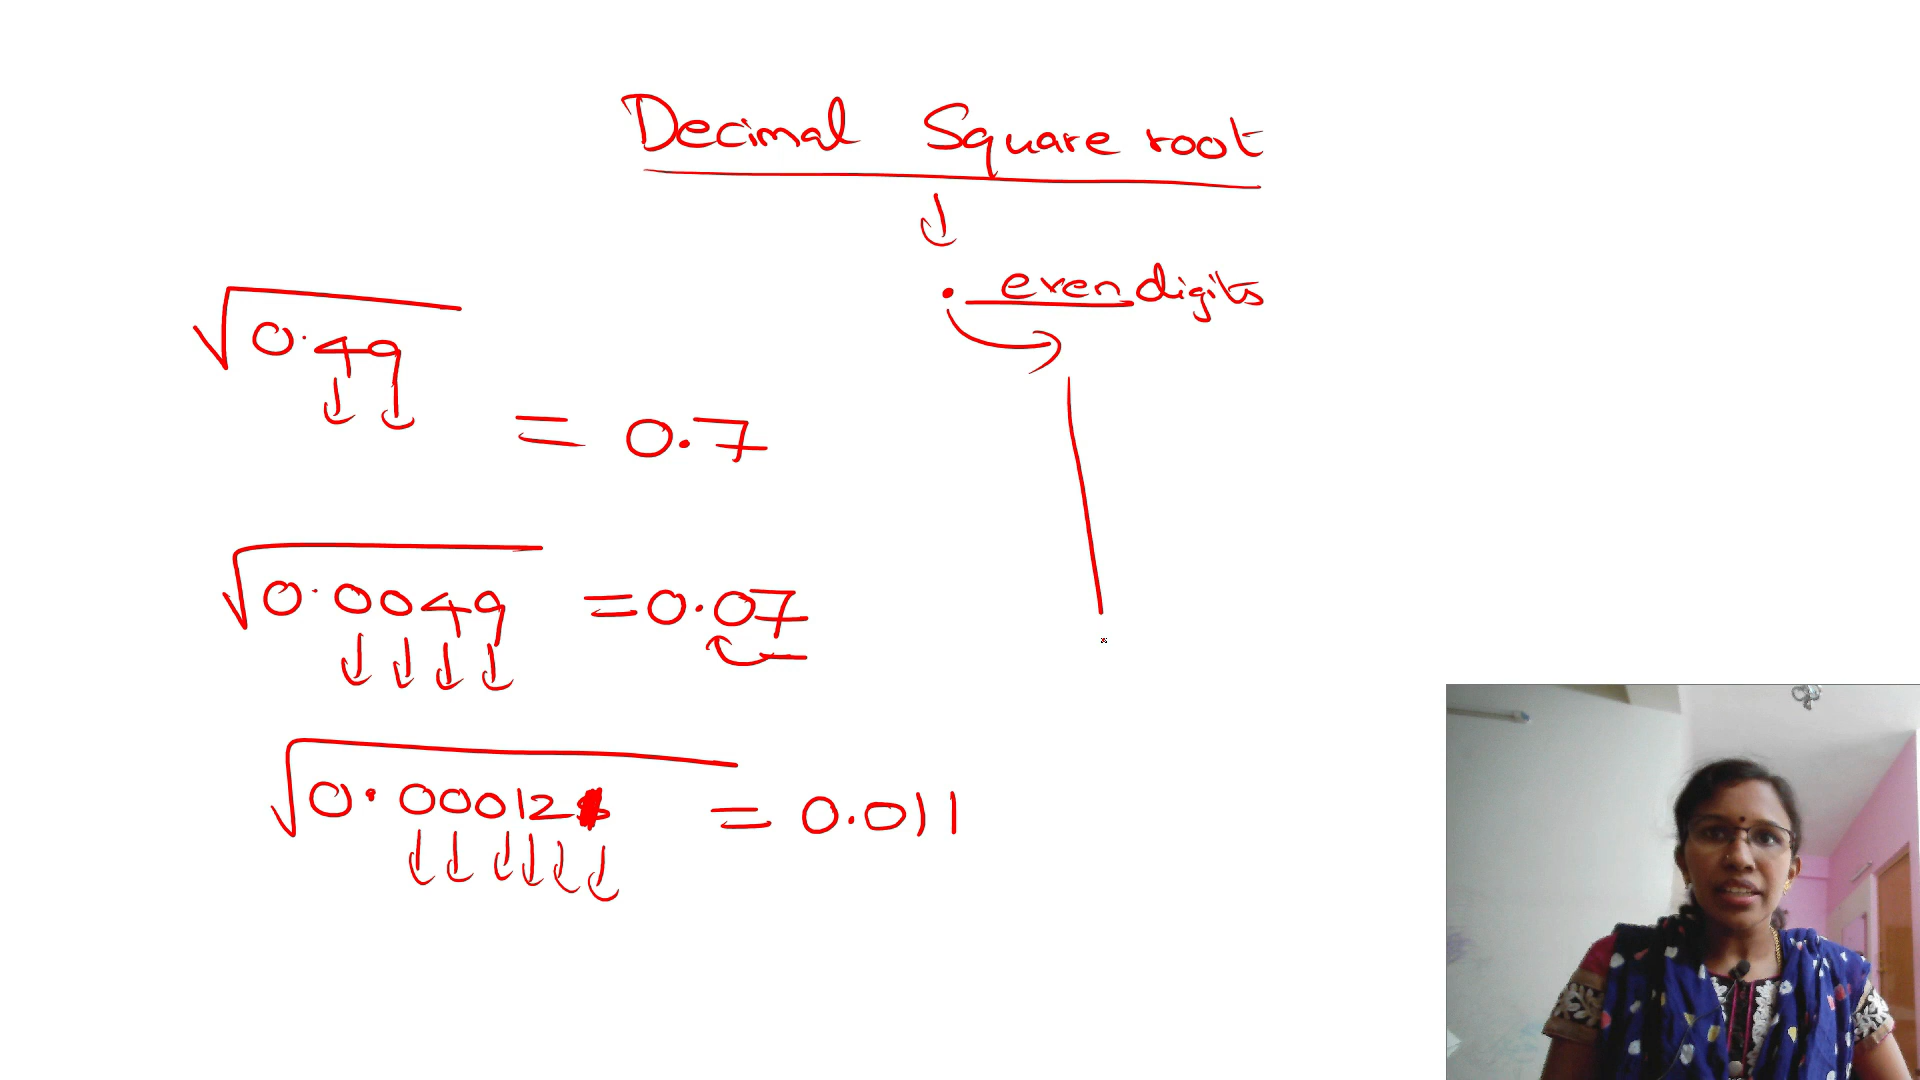 Decimal Square root
. even digits
√0.49
= 0.7
√0.0049 = 0.07
√0.00012 = 0.011